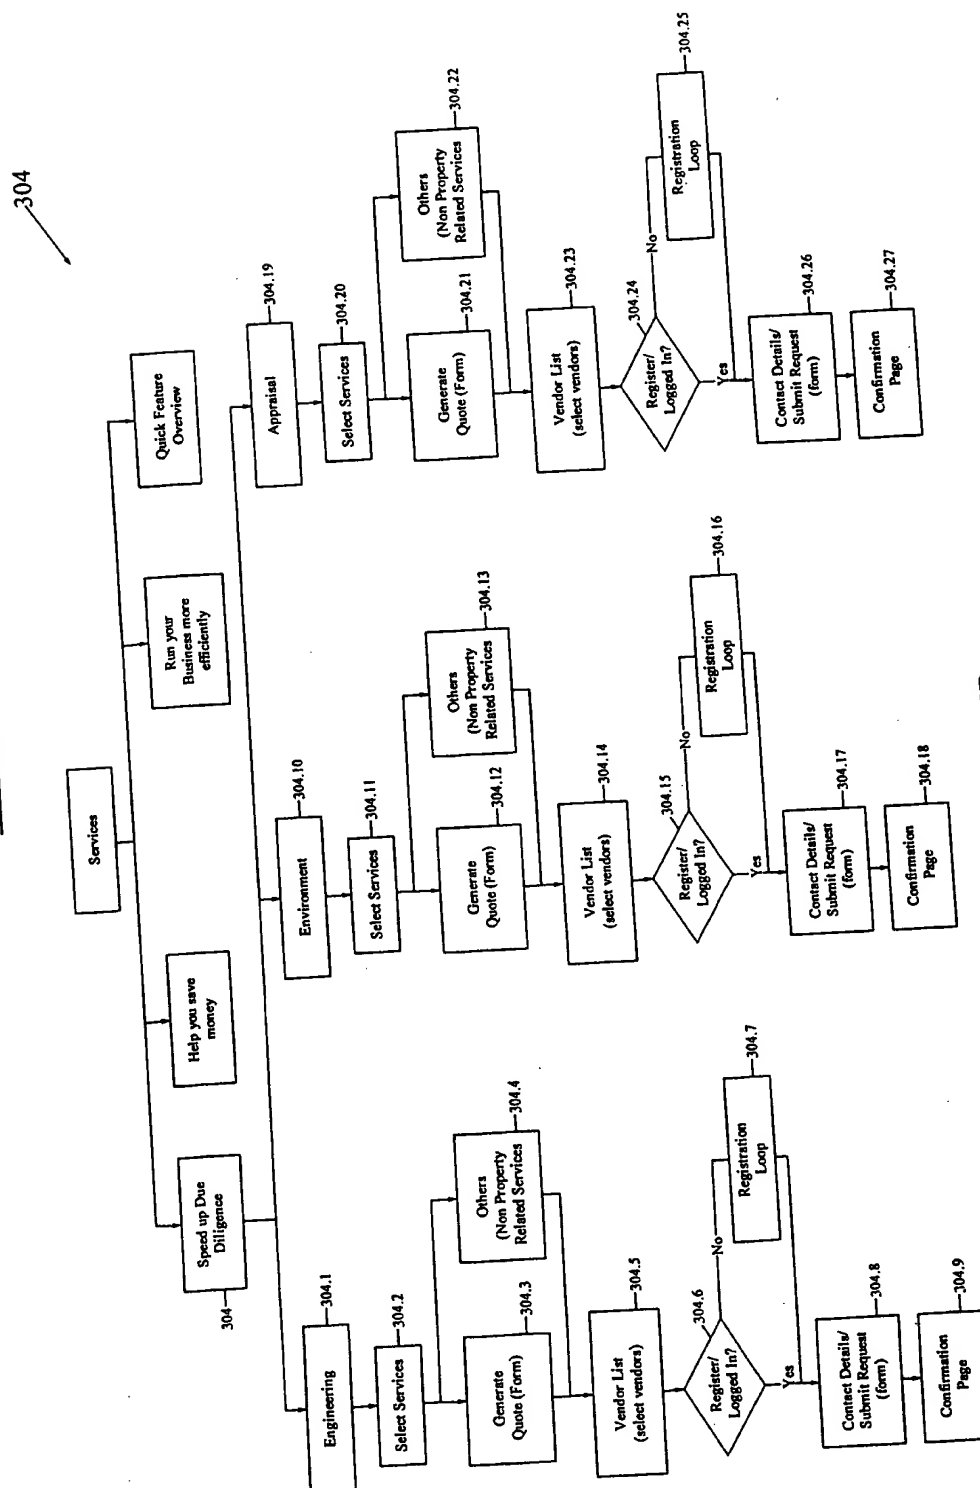 304
Services
Speed up Due
Diligence
304
Help you save
money
Run your
Business more
efficiently
Quick Feature
Overview
Engineering
304.1
Select Services
304.2
Generate
Quote (Form)
304.3
Others
(Non Property
Related Services
304.4
Vendor List
(select vendors)
304.5
Register/
Logged In?
304.6
No
Registration
Loop
304.7
Yes
Contact Details/
Submit Request
(form)
304.8
Confirmation
Page
304.9
Environment
304.10
Select Services
304.11
Generate
Quote (Form)
304.12
Others
(Non Property
Related Services
304.13
Vendor List
(select vendors)
304.14
Register/
Logged In?
304.15
No
Registration
Loop
304.16
Yes
Contact Details/
Submit Request
(form)
304.17
Confirmation
Page
304.18
Appraisal
304.19
Select Services
304.20
Generate
Quote (Form)
304.21
Others
(Non Property
Related Services
304.22
Vendor List
(select vendors)
304.23
Register/
Logged In?
304.24
No
Registration
Loop
304.25
Yes
Contact Details/
Submit Request
(form)
304.26
Confirmation
Page
304.27